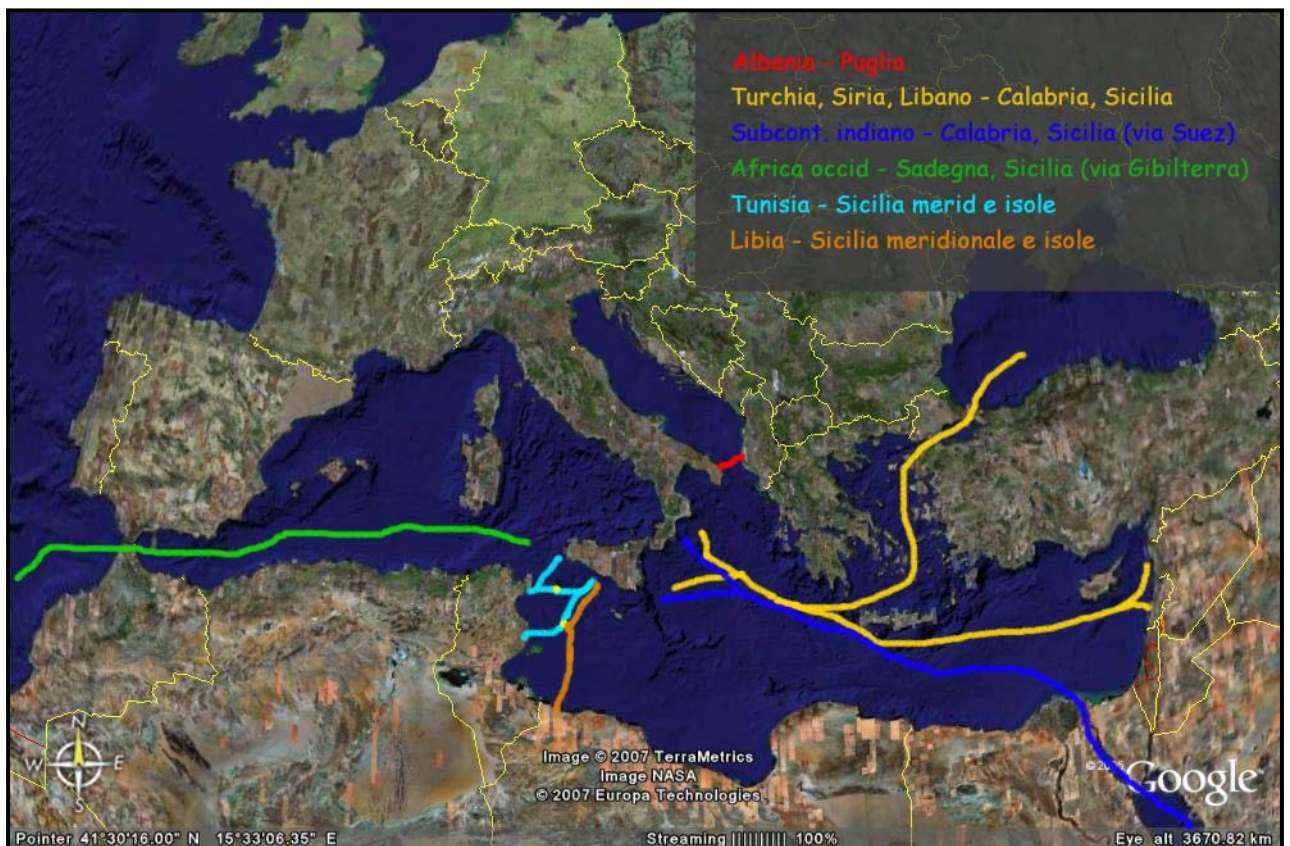 Albania - Puglia
Turchia, Siria, Libano - Calabria, Sicilia
Subcont. indiano - Calabria, Sicilia (via Suez)
Africa occid - Sadegna, Sicilia (via Gibilterra)
Tunisia - Sicilia merid e isole
Libia - Sicilia meridionale e isole
N
W E
S
Image © 2007 TerraMetrics
Image NASA
© 2007 Europa Technologies
Google™
Pointer 41°30'16.00" N 15°33'06.35" E Streaming ||||||||| 100% Eye alt 3670.82 km